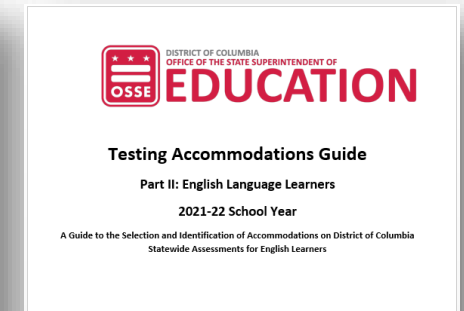 DISTRICT OF COLUMBIA
OFFICE OF THE STATE SUPERINTENDENT OF
OSSE
EDUCATION
Testing Accommodations Guide
Part II: English Language Learners
2021-22 School Year
A Guide to the Selection and Identification of Accommodations on District of Columbia
Statewide Assessments for English Learners